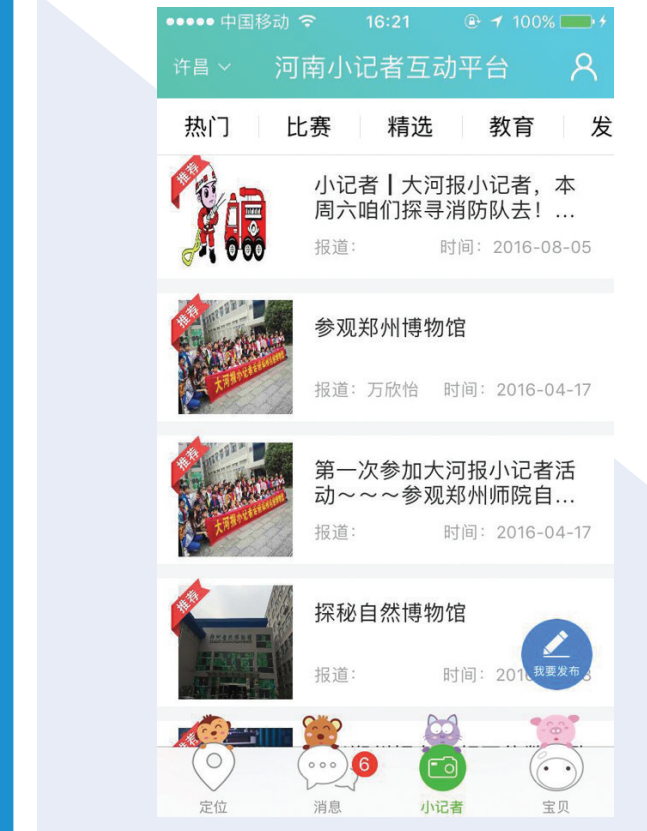 中国移动 16:21 100%
许昌 河南小记者互动平台
热门 比赛 精选 教育 发
推荐
小记者┃大河报小记者，本
周六咱们探寻消防队去！...
报道： 时间：2016-08-05
推荐
参观郑州博物馆
报道：万欣怡 时间：2016-04-17
推荐
第一次参加大河报小记者活
动～～～参观郑州师院自...
报道： 时间：2016-04-17
推荐
探秘自然博物馆
报道： 时间：201
我要发布
6
定位 消息 小记者 宝贝